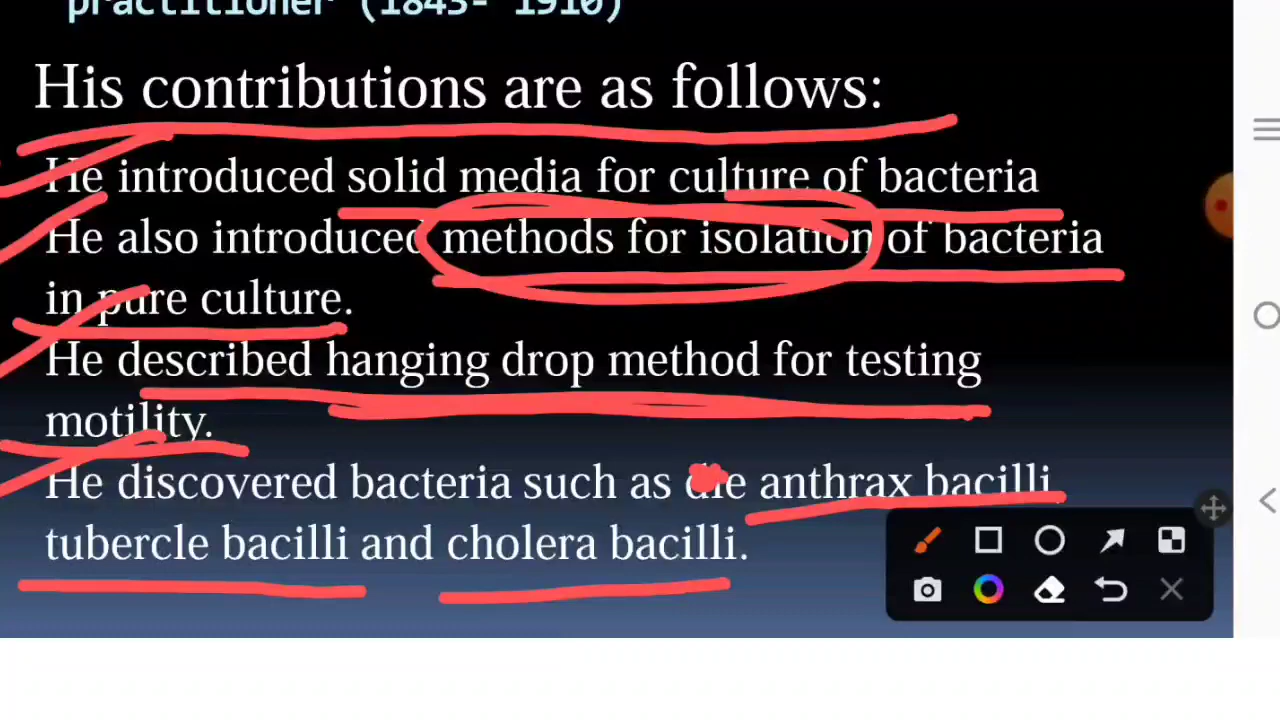 practitioner (1843- 1910)
His contributions are as follows:
He introduced solid media for culture of bacteria
He also introduced methods for isolation of bacteria
in pure culture.
He described hanging drop method for testing
motility.
He discovered bacteria such as die anthrax bacilli,
tubercle bacilli and cholera bacilli.